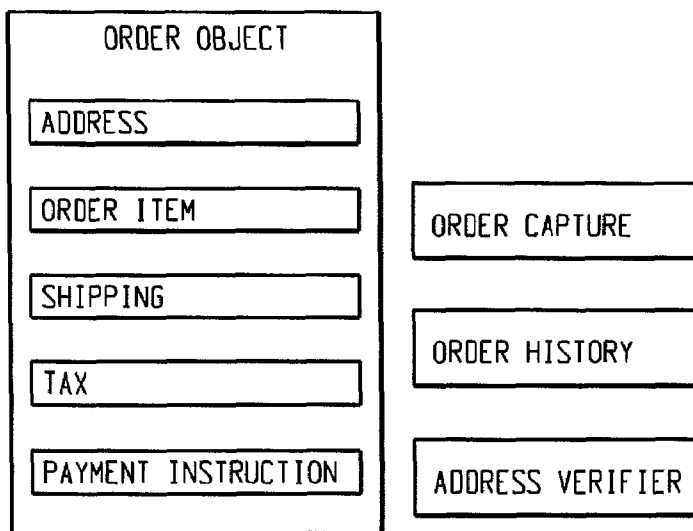 ORDER OBJECT
ADDRESS
ORDER ITEM
SHIPPING
TAX
PAYMENT INSTRUCTION
ORDER CAPTURE
ORDER HISTORY
ADDRESS VERIFIER